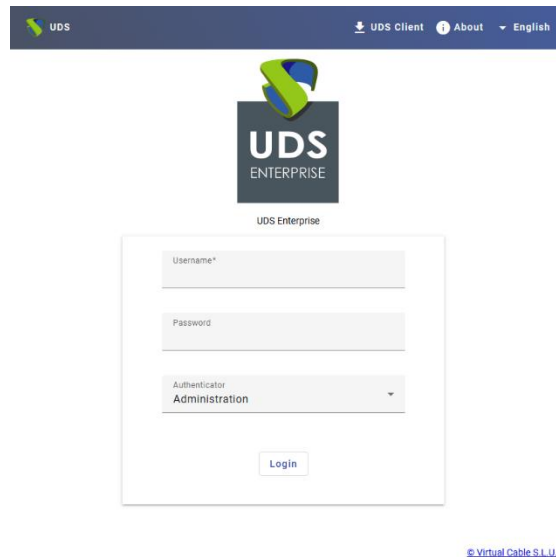 UDS UDS Client About English
UDS
ENTERPRISE
UDS Enterprise
Username*
Password
Authenticator
Administration
Login
© Virtual Cable S.L.U.